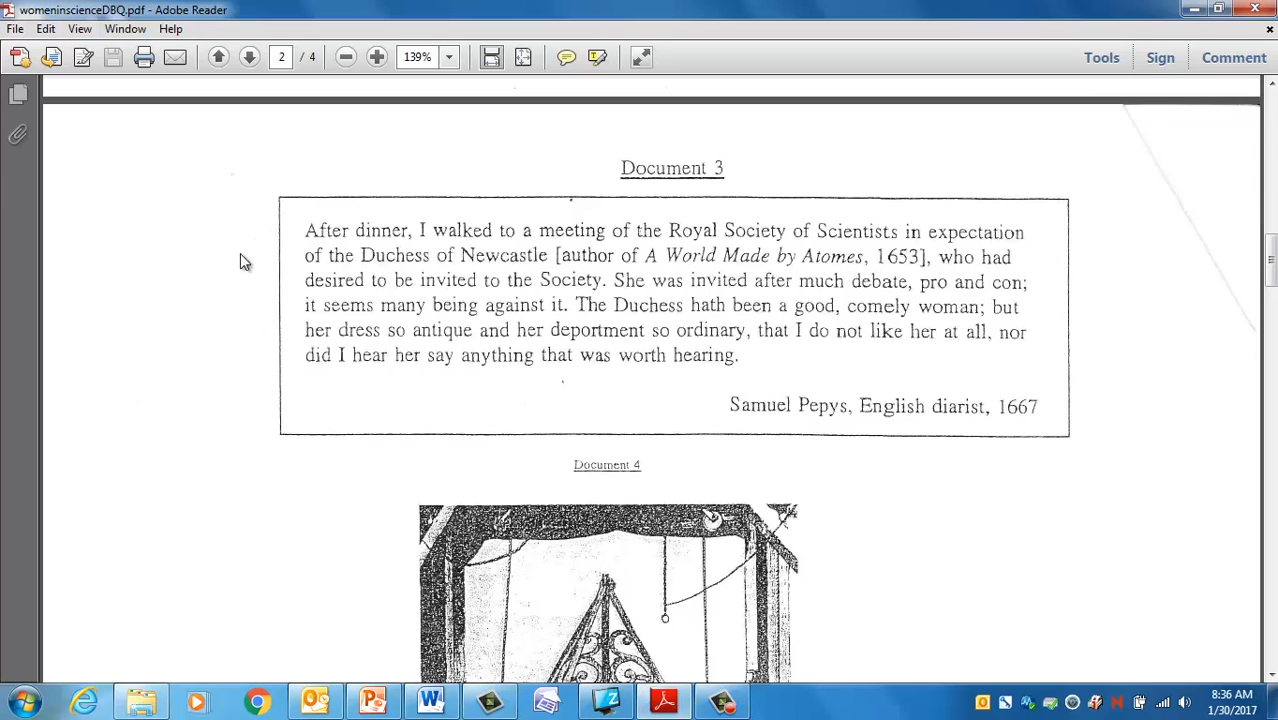 womeninscienceDBQ.pdf - Adobe Reader
File Edit View Window Help
2 / 4 139% Tools Sign Comment
Document 3
After dinner, I walked to a meeting of the Royal Society of Scientists in expectation
of the Duchess of Newcastle [author of A World Made by Atomes, 1653], who had
desired to be invited to the Society. She was invited after much debate, pro and con;
it seems many being against it. The Duchess hath been a good, comely woman; but
her dress so antique and her deportment so ordinary, that I do not like her at all, nor
did I hear her say anything that was worth hearing.
Samuel Pepys, English diarist, 1667
Document 4
8:36 AM
1/30/2017